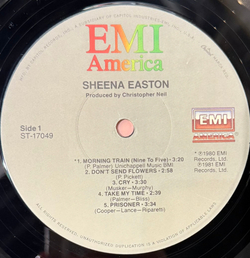 EMI
America
SHEENA EASTON
Produced by Christopher Neil
Side 1
ST-17049
EMI
AMERICA
*℗1980 EMI
Records, Ltd.
℗1981 EMI
Records, Ltd.
*1. MORNING TRAIN (Nine To Five) - 3:20
(F. Palmer) Unichappell Music BMI
2. DON'T SEND FLOWERS - 2:58
(P. Pickett)
3. CRY - 3:30
(Musker—Murphy)
4. TAKE MY TIME - 2:39
(Palmer—Bliss)
5. PRISONER - 3:34
(Cooper—Lance—Riparetti)